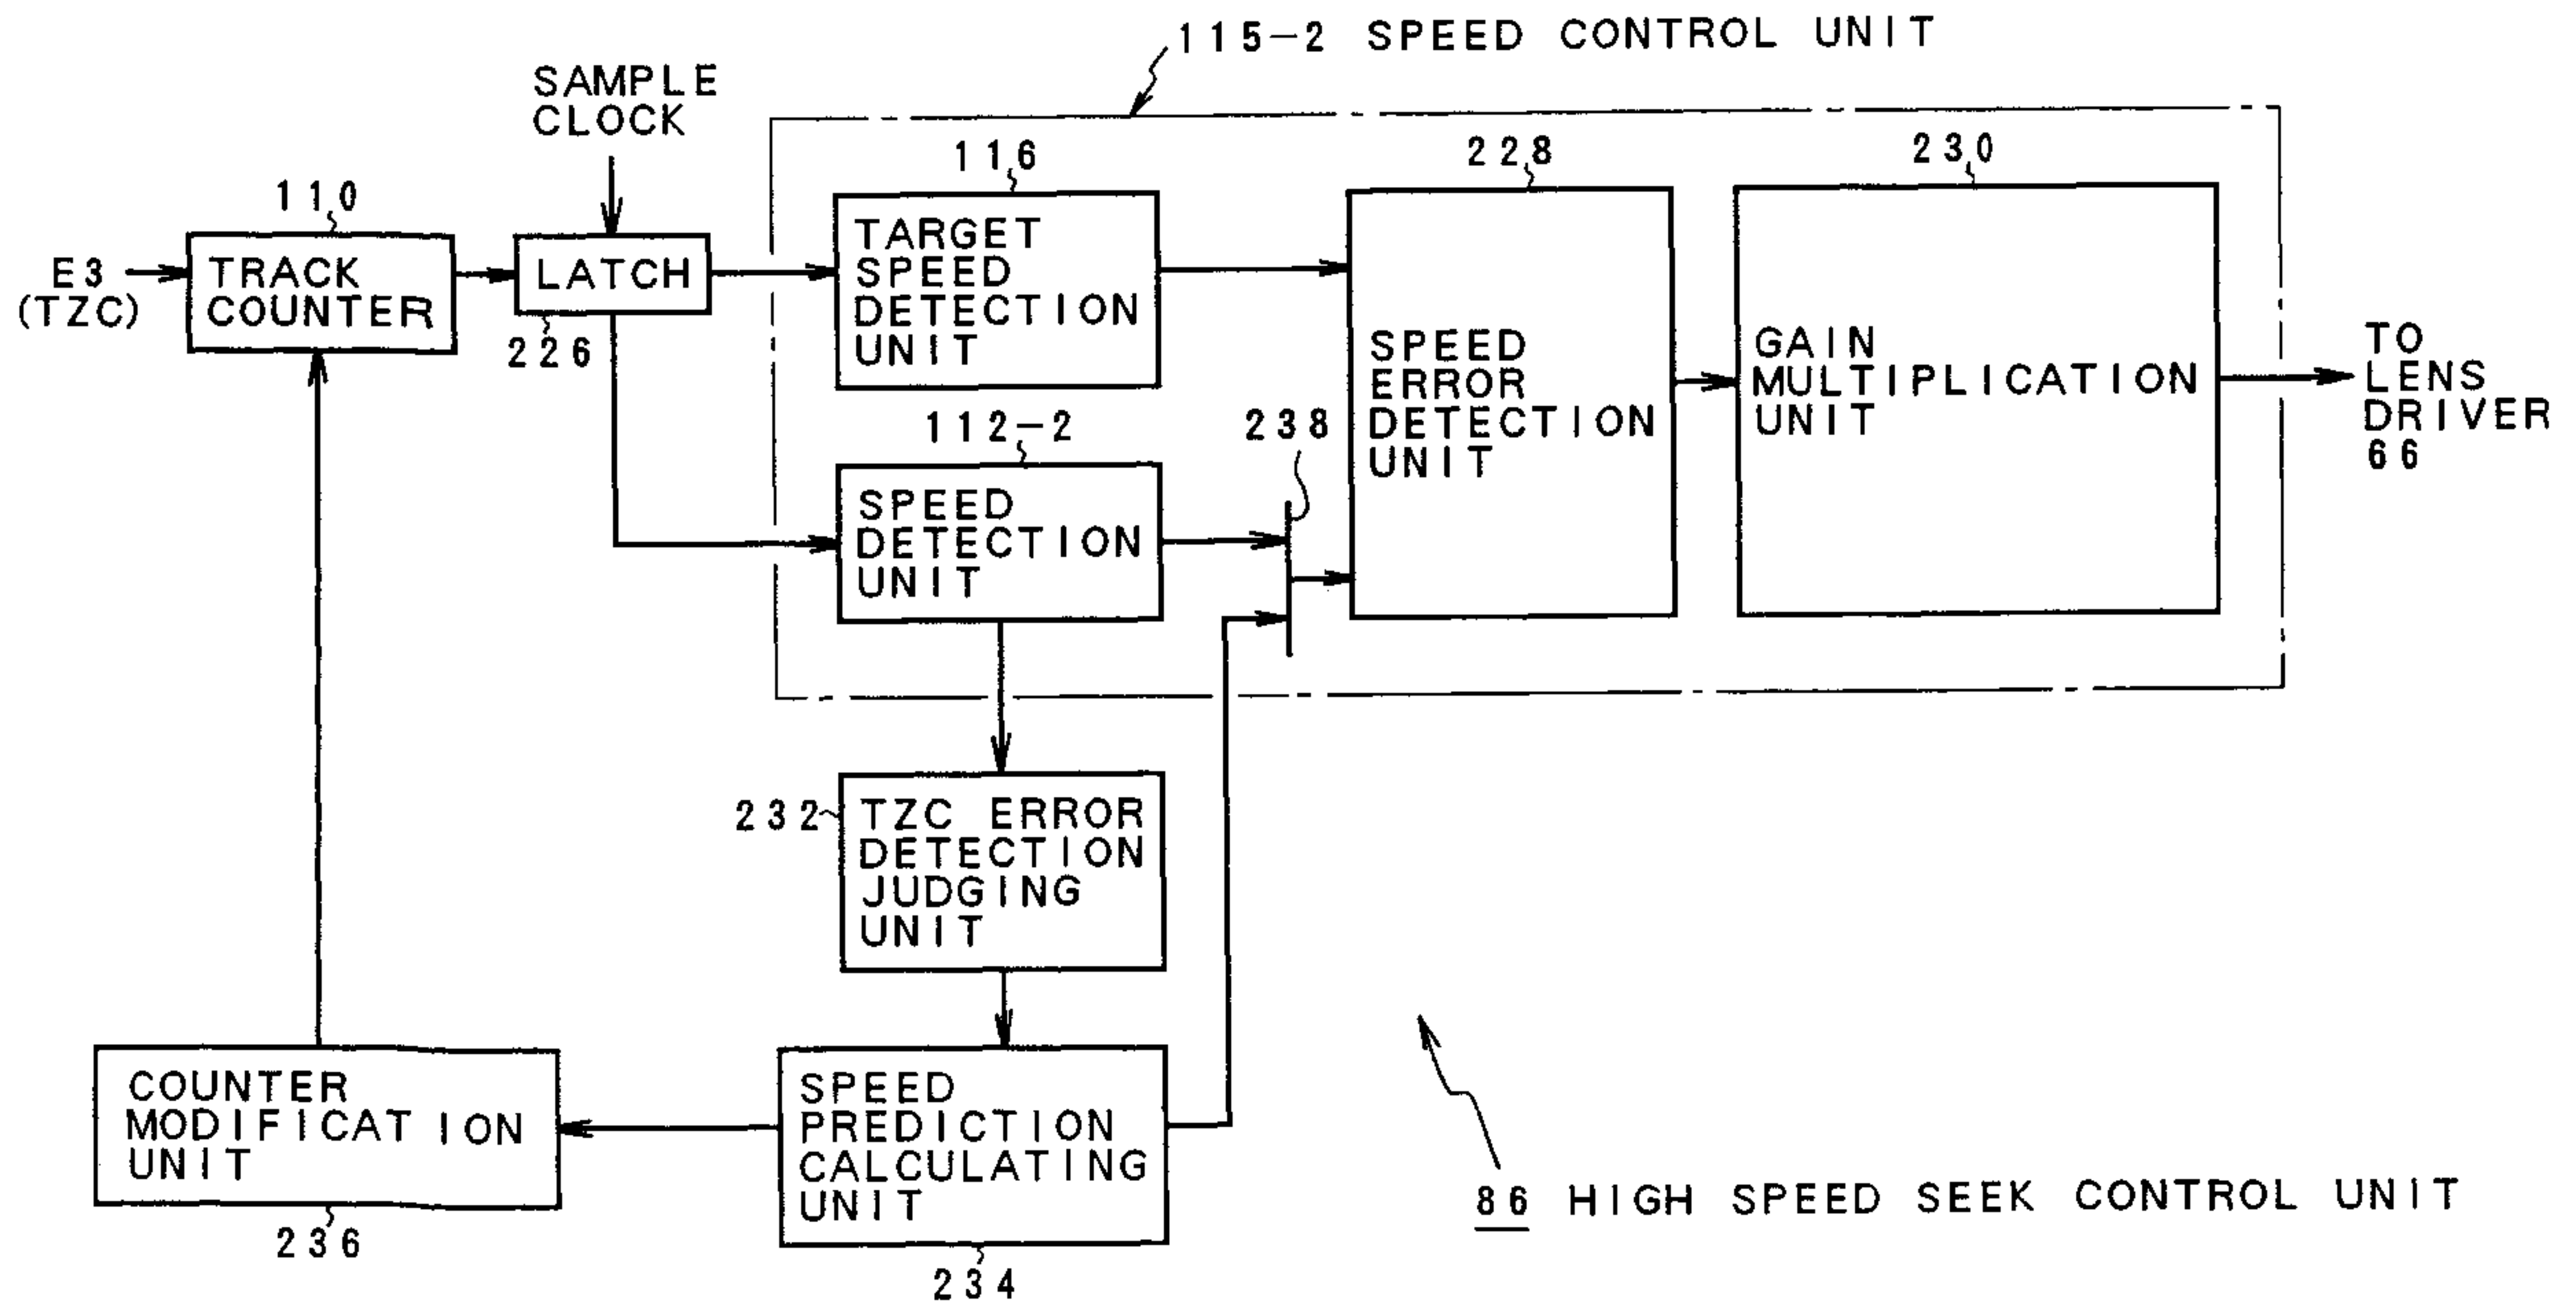 115-2 SPEED CONTROL UNIT
SAMPLE
CLOCK
110
116
228
230
E3
(TZC)
TRACK
COUNTER
LATCH
226
TARGET
SPEED
DETECTION
UNIT
SPEED
ERROR
DETECTION
UNIT
GAIN
MULTIPLICATION
UNIT
TO
LENS
DRIVER
66
112-2
238
SPEED
DETECTION
UNIT
232
TZC ERROR
DETECTION
JUDGING
UNIT
COUNTER
MODIFICATION
UNIT
236
SPEED
PREDICTION
CALCULATING
UNIT
234
86 HIGH SPEED SEEK CONTROL UNIT